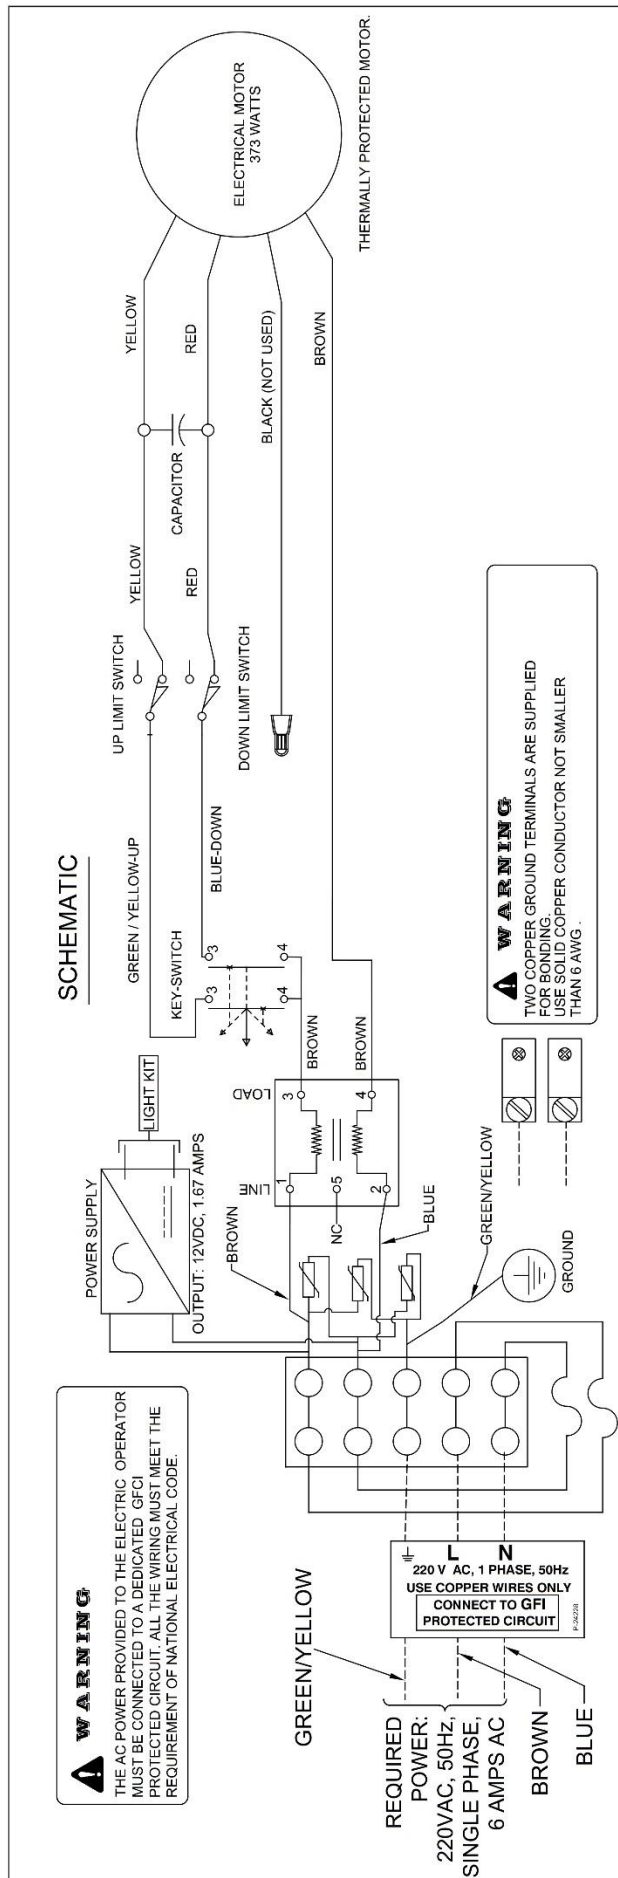 SCHEMATIC
WARNING
THE AC POWER PROVIDED TO THE ELECTRIC OPERATOR
MUST BE CONNECTED TO A DEDICATED GFCI
PROTECTED CIRCUIT. ALL THE WIRING MUST MEET THE
REQUIREMENT OF NATIONAL ELECTRICAL CODE.
POWER SUPPLY
OUTPUT: 12VDC, 1.67 AMPS
LIGHT KIT
GREEN / YELLOW-UP
KEY-SWITCH
3
3
4
4
BLUE-DOWN
UP LIMIT SWITCH
DOWN LIMIT SWITCH
YELLOW
RED
CAPACITOR
YELLOW
RED
BLACK (NOT USED)
BROWN
ELECTRICAL MOTOR
373 WATTS
THERMALLY PROTECTED MOTOR.
BROWN
LINE
LOAD
1
3
5
NC
2
4
BROWN
BROWN
BLUE
GREEN/YELLOW
GROUND
GREEN/YELLOW
REQUIRED
POWER:
220VAC, 50Hz,
SINGLE PHASE,
6 AMPS AC
BROWN
BLUE
L
N
220 V AC, 1 PHASE, 50Hz
USE COPPER WIRES ONLY
CONNECT TO GFI
PROTECTED CIRCUIT
WARNING
TWO COPPER GROUND TERMINALS ARE SUPPLIED
FOR BONDING.
USE SOLID COPPER CONDUCTOR NOT SMALLER
THAN 6 AWG .